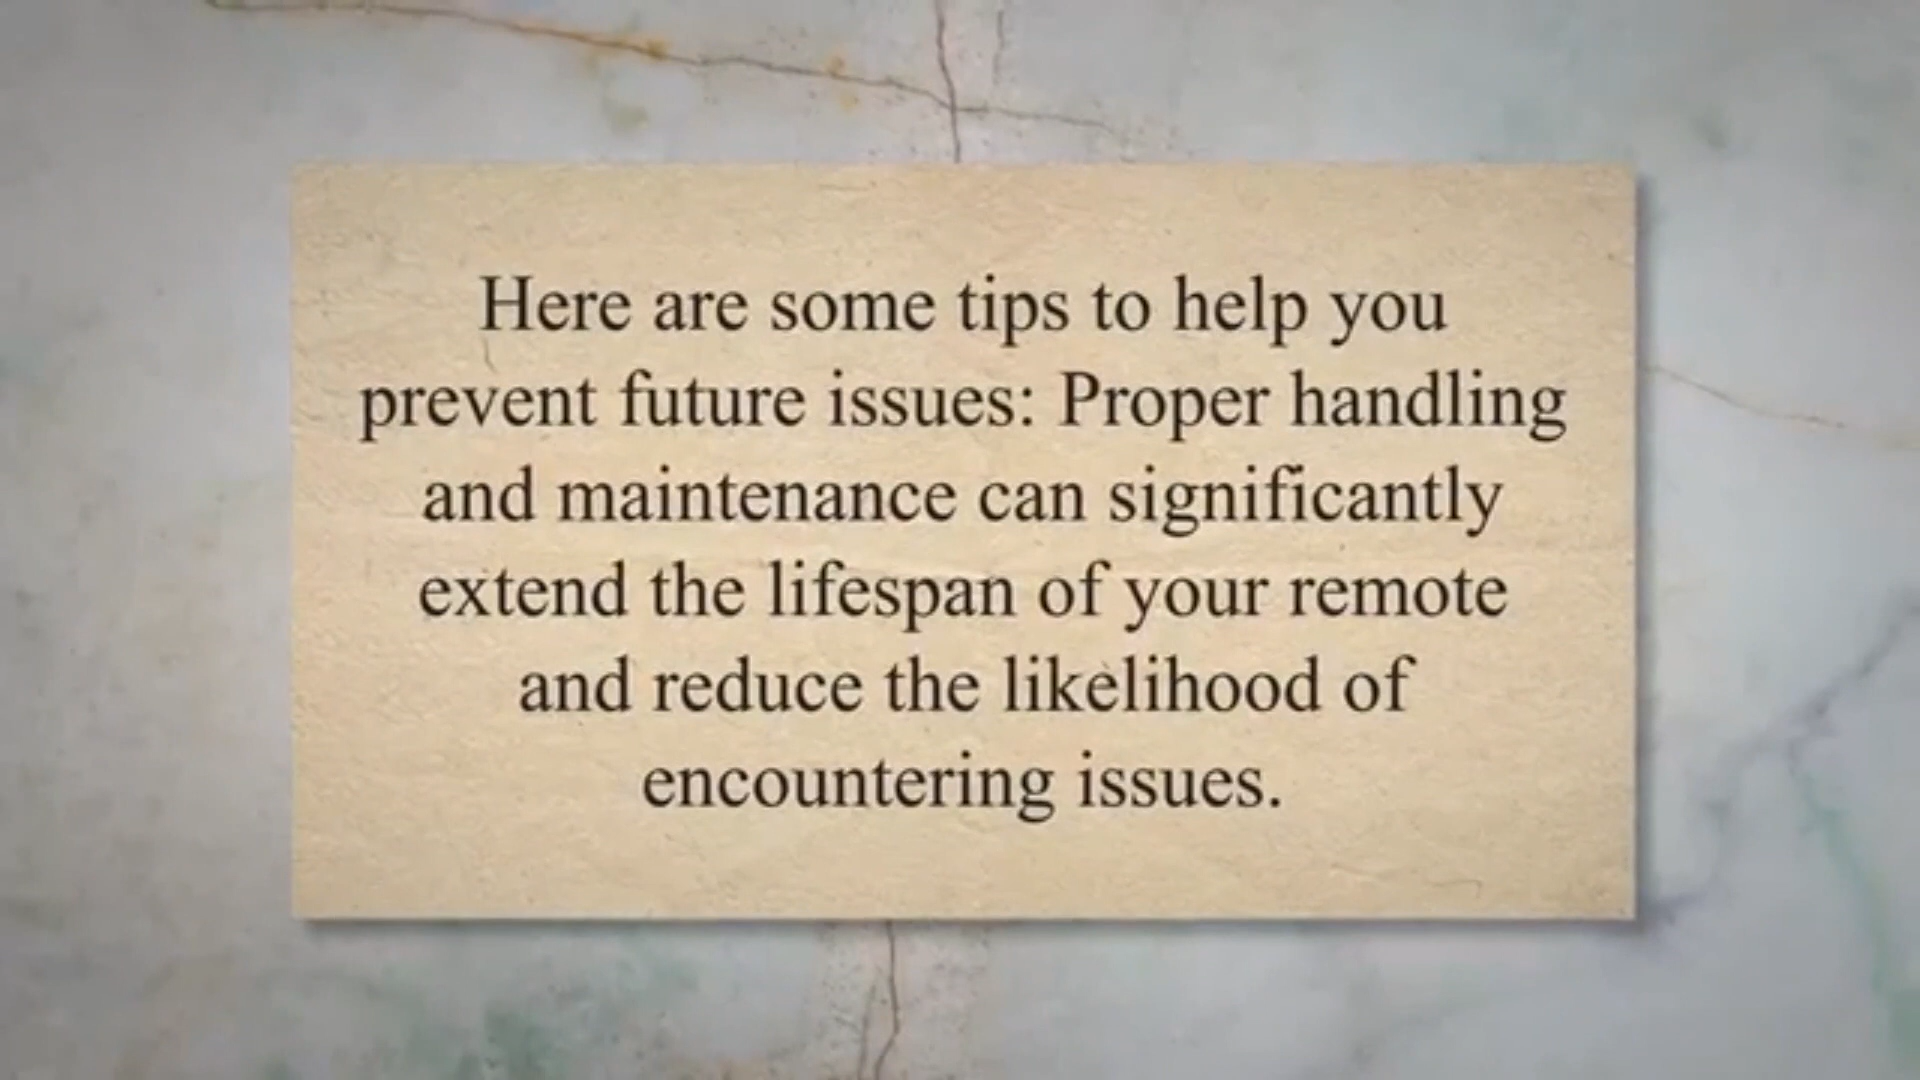 Here are some tips to help you
prevent future issues: Proper handling
and maintenance can significantly
extend the lifespan of your remote
and reduce the likelihood of
encountering issues.